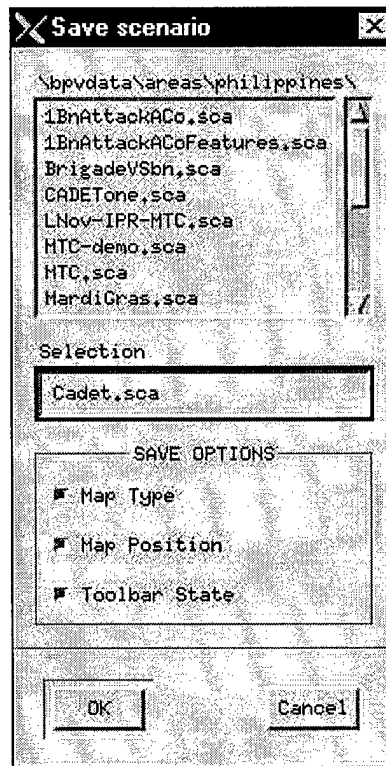 Save scenario
\bpvdata\areas\philippines\
1BnAttackACo.sca
1BnAttackACoFeatures.sca
BrigadeVSbn.sca
CADETone.sca
LNov-IPR-MTC.sca
MTC-demo.sca
MTC.sca
MardiGras.sca
Selection
Cadet.sca
SAVE OPTIONS
Map Type
Map Position
Toolbar State
OK
Cancel